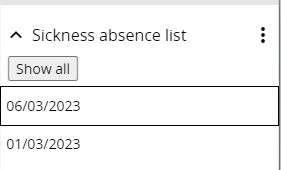 Sickness absence list
Show all
06/03/2023
01/03/2023